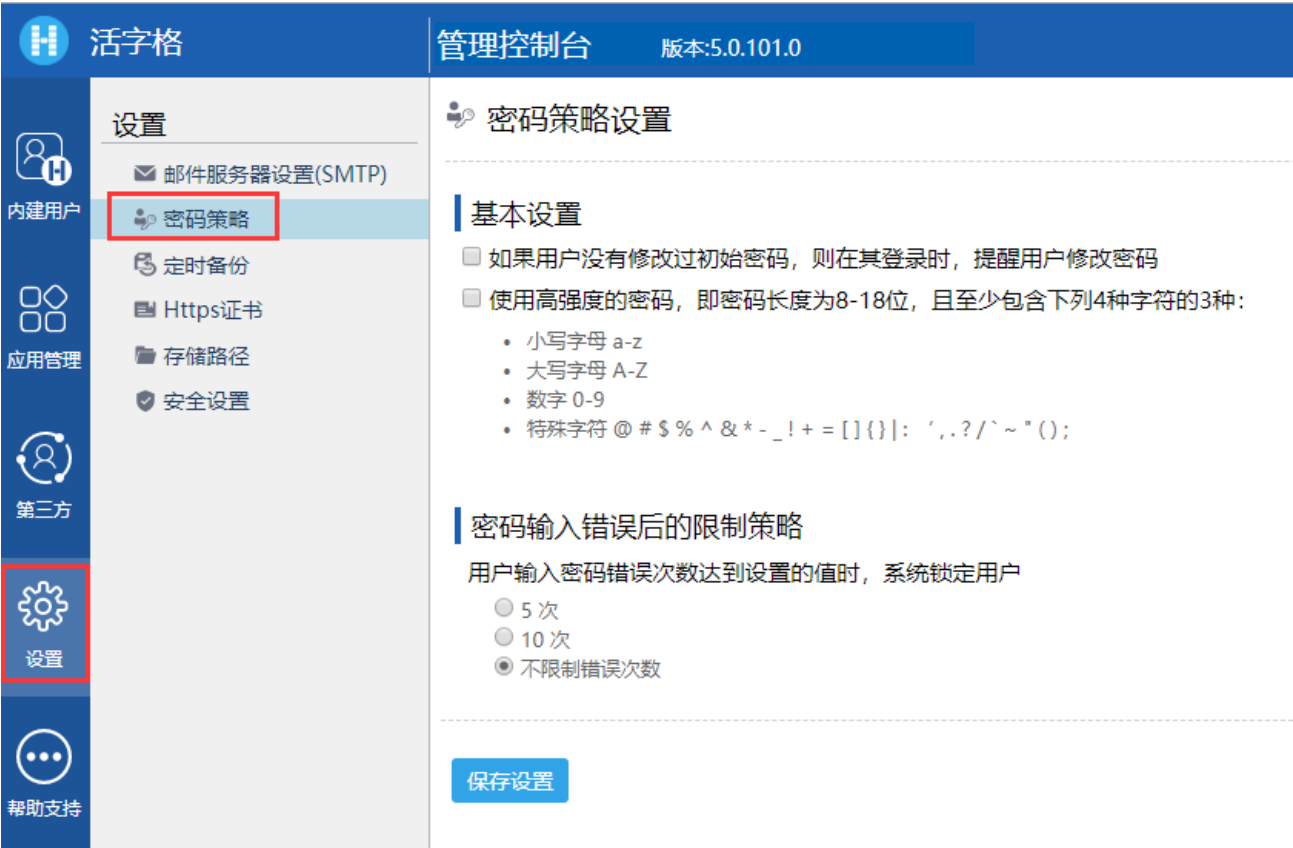 活字格
管理控制台 版本:5.0.101.0
内建用户
应用管理
第三方
设置
帮助支持
设置
邮件服务器设置(SMTP)
密码策略
定时备份
Https证书
存储路径
安全设置
密码策略设置
基本设置
如果用户没有修改过初始密码，则在其登录时，提醒用户修改密码
使用高强度的密码，即密码长度为8-18位，且至少包含下列4种字符的3种：
• 小写字母 a-z
• 大写字母 A-Z
• 数字 0-9
• 特殊字符 @ # $ % ^ & * - _ ! + = [ ] { } | : ‘ , . ? / ` ~ " ( ) ;
密码输入错误后的限制策略
用户输入密码错误次数达到设置的值时，系统锁定用户
5 次
10 次
不限制错误次数
保存设置